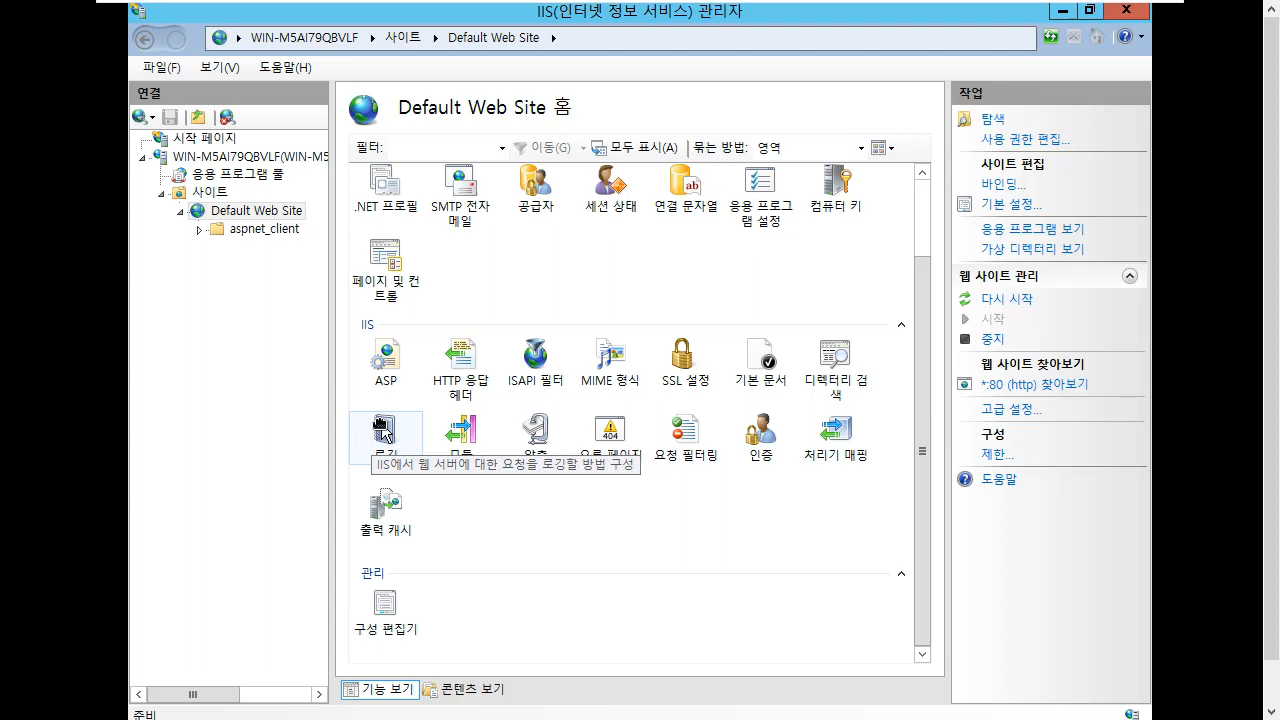 IIS(인터넷 정보 서비스) 관리자
WIN-M5AI79QBVLF
사이트
Default Web Site
파일(F)
보기(V)
도움말(H)
연결
시작 페이지
WIN-M5AI79QBVLF(WIN-M5
응용 프로그램 풀
사이트
Default Web Site
aspnet_client
Default Web Site 홈
필터:
이동(G)
모두 표시(A)
묶는 방법:
영역
.NET 프로필
SMTP 전자 메일
공급자
세션 상태
연결 문자열
응용 프로그램 설정
컴퓨터 키
페이지 및 컨트롤
IIS
ASP
HTTP 응답 헤더
ISAPI 필터
MIME 형식
SSL 설정
기본 문서
디렉터리 검색
404
요청 필터링
인증
처리기 매핑
IIS에서 웹 서버에 대한 요청을 로깅할 방법 구성
출력 캐시
관리
구성 편집기
기능 보기
콘텐츠 보기
준비
작업
탐색
사용 권한 편집...
사이트 편집
바인딩...
기본 설정...
응용 프로그램 보기
가상 디렉터리 보기
웹 사이트 관리
다시 시작
시작
중지
웹 사이트 찾아보기
*:80 (http) 찾아보기
고급 설정...
구성
제한...
도움말